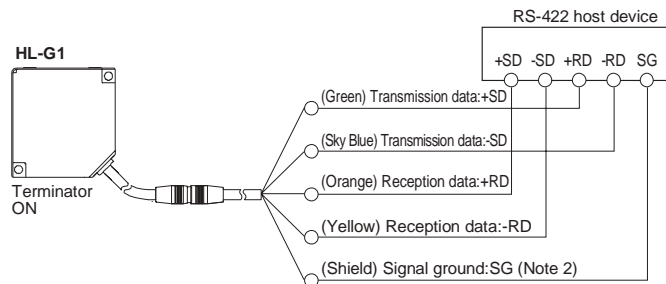 RS-422 host device
HL-G1
+SD -SD +RD -RD SG
(Green) Transmission data:+SD
(Sky Blue) Transmission data:-SD
(Orange) Reception data:+RD
Terminator
ON
(Yellow) Reception data:-RD
(Shield) Signal ground:SG (Note 2)